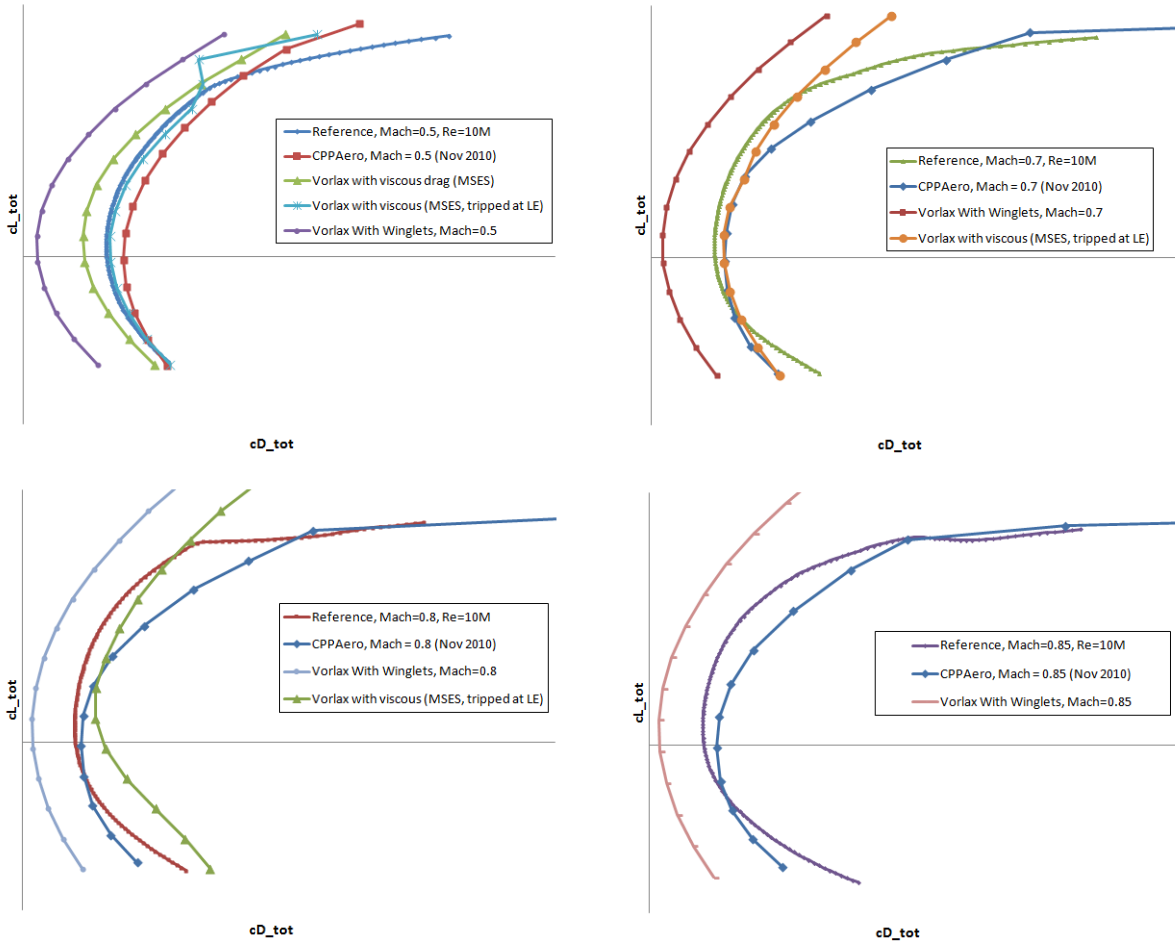 cL_tot
Reference, Mach=0.5, Re=10M
CPPAero, Mach = 0.5 (Nov 2010)
Vorlax with viscous drag (MSES)
Vorlax with viscous (MSES, tripped at LE)
Vorlax With Winglets, Mach=0.5
cD_tot
cL_tot
Reference, Mach=0.7, Re=10M
CPPAero, Mach = 0.7 (Nov 2010)
Vorlax With Winglets, Mach=0.7
Vorlax with viscous (MSES, tripped at LE)
cD_tot
cL_tot
Reference, Mach=0.8, Re=10M
CPPAero, Mach = 0.8 (Nov 2010)
Vorlax With Winglets, Mach=0.8
Vorlax with viscous (MSES, tripped at LE)
cD_tot
cL_tot
Reference, Mach=0.85, Re=10M
CPPAero, Mach = 0.85 (Nov 2010)
Vorlax With Winglets, Mach=0.85
cD_tot